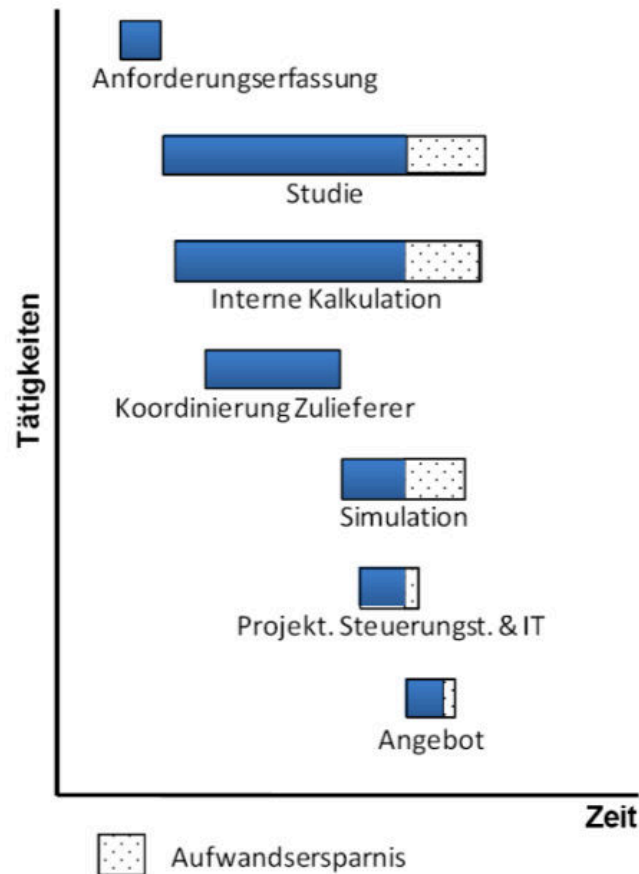 Anforderungserfassung
Studie
Interne Kalkulation
Koordinierung Zulieferer
Simulation
Projekt. Steuerungst. & IT
Angebot
Tätigkeiten
Zeit
Aufwandsersparnis